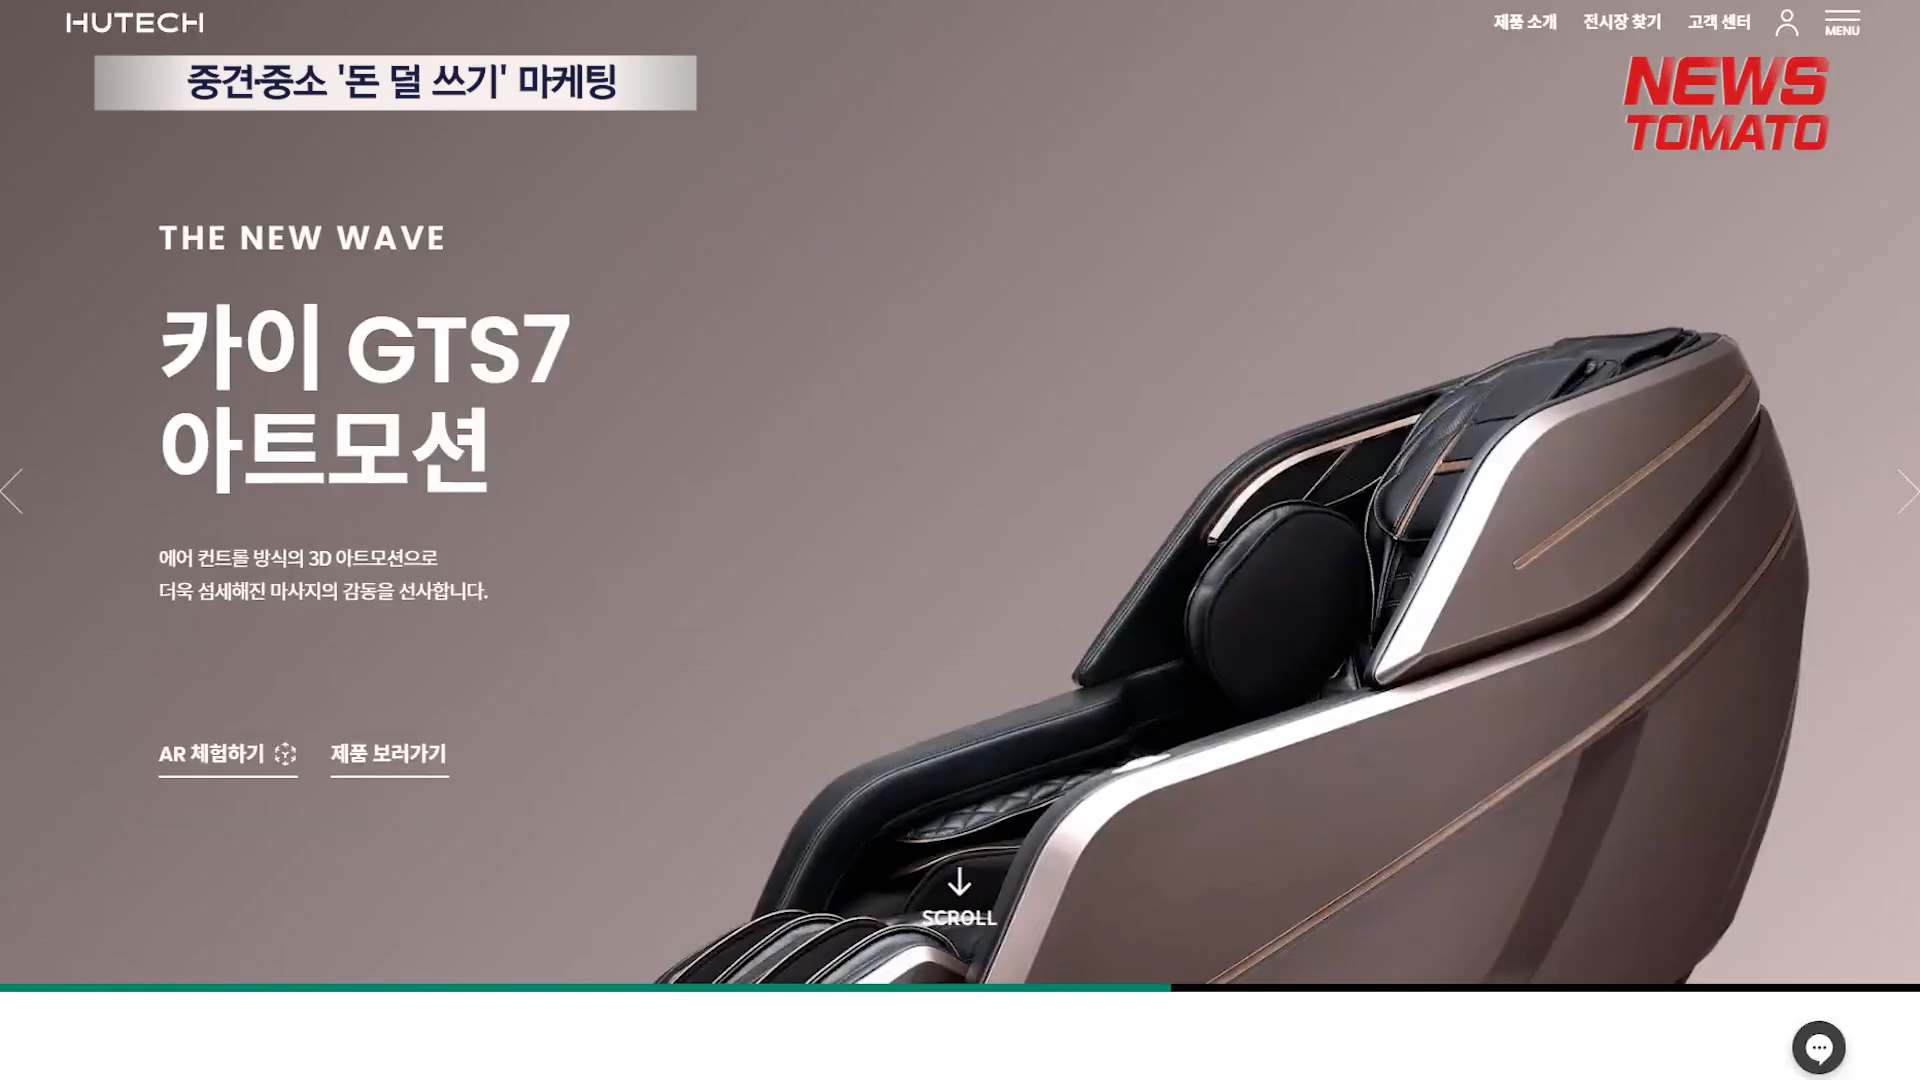 HUTECH
제품 소개 전시장 찾기 고객 센터 MENU
중견·중소 '돈 덜 쓰기' 마케팅
NEWS
TOMATO
THE NEW WAVE
카이 GTS7
아트모션
에어 컨트롤 방식의 3D 아트모션으로
더욱 섬세해진 마사지의 감동을 선사합니다.
AR 체험하기 제품 보러가기
SCROLL